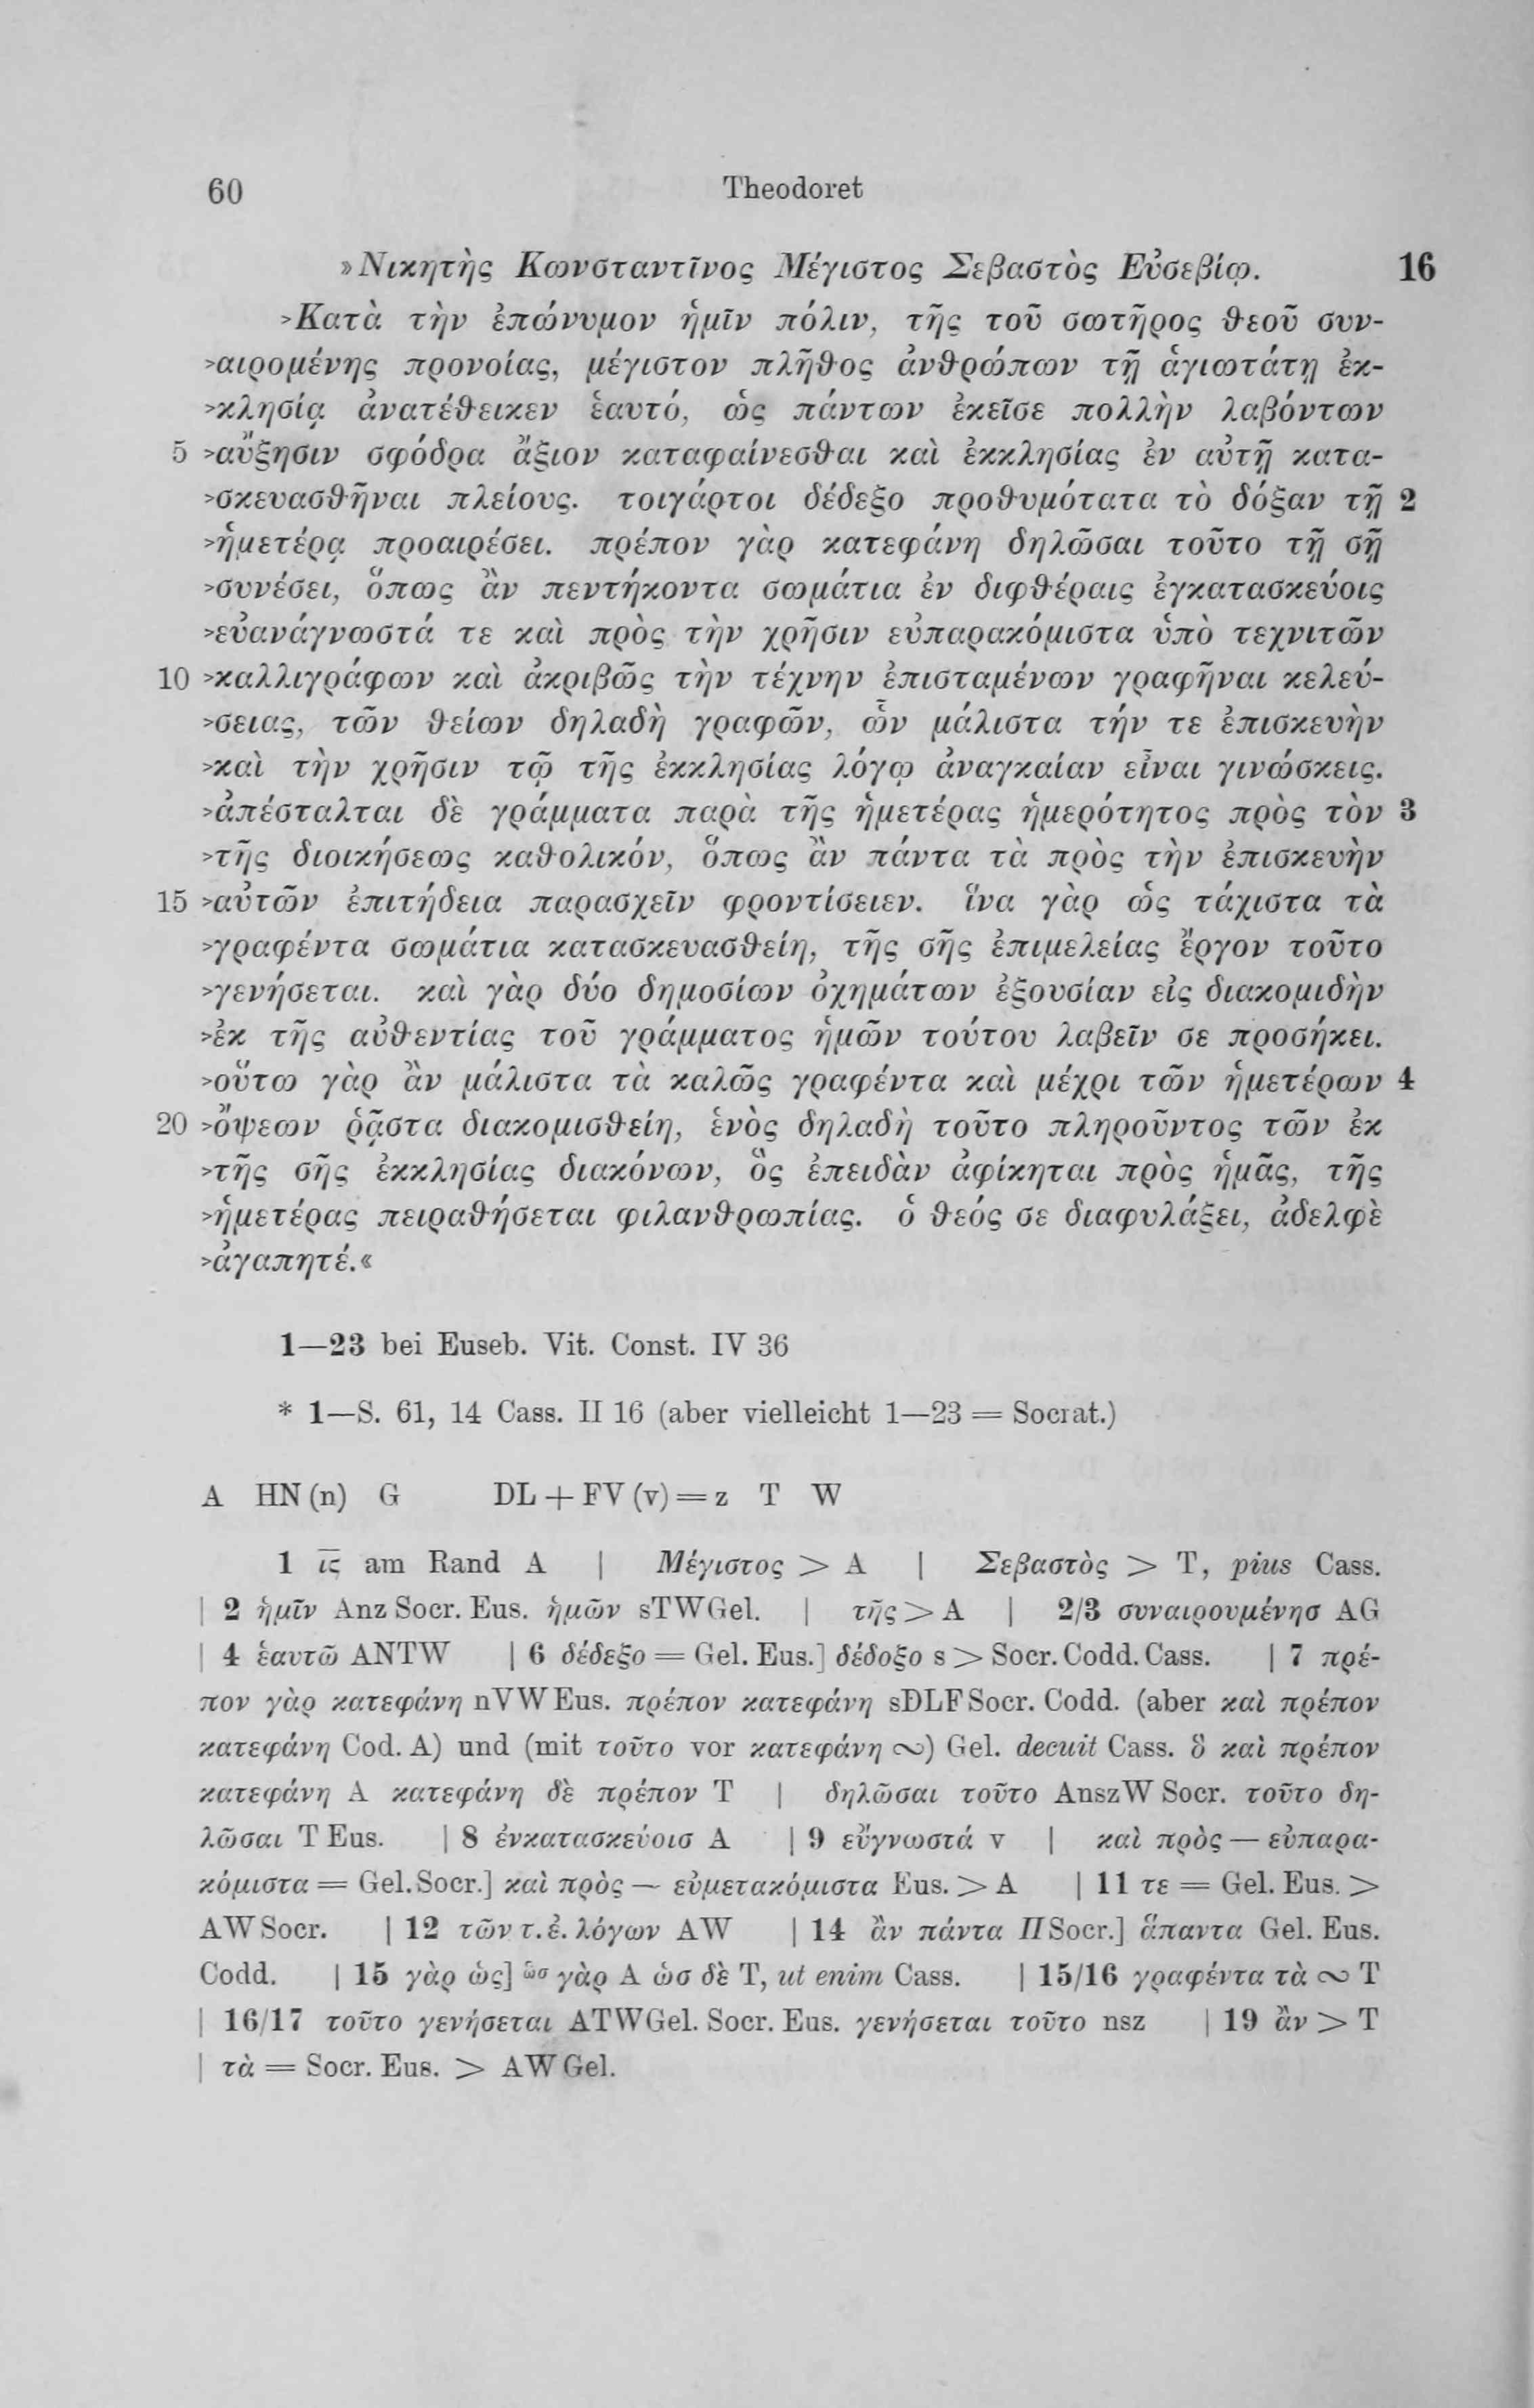 60 Theodoret
»Νικητὴς Κωνσταντῖνος Μέγιστος Σεβαστὸς Εὐσεβίῳ. 16
>Κατὰ τὴν ἐπώνυμον ἡμῖν πόλιν, τῆς τοῦ σωτῆρος θεοῦ συν-
>αιρομένης προνοίας, μέγιστον πλῆθος ἀνθρώπων τῇ ἁγιωτάτῃ ἐκ-
>κλησίᾳ ἀνατέθεικεν ἑαυτό, ὡς πάντων ἐκεῖσε πολλὴν λαβόντων
5 >αὔξησιν σφόδρα ἄξιον καταφαίνεσθαι καὶ ἐκκλησίας ἐν αὐτῇ κατα-
>σκευασθῆναι πλείους. τοιγάρτοι δέδεξο προθυμότατα τὸ δόξαν τῇ 2
>ἡμετέρᾳ προαιρέσει. πρέπον γὰρ κατεφάνη δηλῶσαι τοῦτο τῇ σῇ
>συνέσει, ὅπως ἂν πεντήκοντα σωμάτια ἐν διφθέραις ἐγκατασκεύοις
>εὐανάγνωστά τε καὶ πρὸς τὴν χρῆσιν εὐπαρακόμιστα ὑπὸ τεχνιτῶν
10 >καλλιγράφων καὶ ἀκριβῶς τὴν τέχνην ἐπισταμένων γραφῆναι κελεύ-
>σειας, τῶν θείων δηλαδὴ γραφῶν, ὧν μάλιστα τήν τε ἐπισκευὴν
>καὶ τὴν χρῆσιν τῷ τῆς ἐκκλησίας λόγῳ ἀναγκαίαν εἶναι γινώσκεις.
>ἀπέσταλται δὲ γράμματα παρὰ τῆς ἡμετέρας ἡμερότητος πρὸς τὸν 3
>τῆς διοικήσεως καθολικόν, ὅπως ἂν πάντα τὰ πρὸς τὴν ἐπισκευὴν
15 >αὐτῶν ἐπιτήδεια παρασχεῖν φροντίσειεν. ἵνα γὰρ ὡς τάχιστα τὰ
>γραφέντα σωμάτια κατασκευασθείη, τῆς σῆς ἐπιμελείας ἔργον τοῦτο
>γενήσεται. καὶ γὰρ δύο δημοσίων ὀχημάτων ἐξουσίαν εἰς διακομιδὴν
>ἐκ τῆς αὐθεντίας τοῦ γράμματος ἡμῶν τούτου λαβεῖν σε προσήκει.
>οὕτω γὰρ ἂν μάλιστα τὰ καλῶς γραφέντα καὶ μέχρι τῶν ἡμετέρων 4
20 >ὄψεων ῥᾷστα διακομισθείη, ἑνὸς δηλαδὴ τοῦτο πληροῦντος τῶν ἐκ
>τῆς σῆς ἐκκλησίας διακόνων, ὃς ἐπειδὰν ἀφίκηται πρὸς ἡμᾶς, τῆς
>ἡμετέρας πειραθήσεται φιλανθρωπίας. ὁ θεός σε διαφυλάξει, ἀδελφὲ
>ἀγαπητέ.«
1—23 bei Euseb. Vit. Const. IV 36
* 1—S. 61, 14 Cass. II 16 (aber vielleicht 1—23 = Socrat.)
A HN (n) G DL + FV (v) = z T W
1 ις̅ am Rand A | Μέγιστος > A | Σεβαστὸς > T, pius Cass.
| 2 ἡμῖν Anz Socr. Eus. ἡμῶν sTWGel. | τῆς > A | 2/3 συναιρουμένησ AG
| 4 ἑαυτῶ ANTW | 6 δέδεξο = Gel. Eus.] δέδοξο s > Socr. Codd. Cass. | 7 πρέ-
πον γὰρ κατεφάνη nVWEus. πρέπον κατεφάνη sDLFSocr. Codd. (aber καὶ πρέπον
κατεφάνη Cod. A) und (mit τοῦτο vor κατεφάνη ∾) Gel. decuit Cass. ὃ καὶ πρέπον
κατεφάνη A κατεφάνη δὲ πρέπον T | δηλῶσαι τοῦτο AnszW Socr. τοῦτο δη-
λῶσαι T Eus. | 8 ἐνκατασκεύοισ A | 9 εὔγνωστά v | καὶ πρὸς — εὐπαρα-
κόμιστα = Gel. Socr.] καὶ πρὸς — εὐμετακόμιστα Eus. > A | 11 τε = Gel. Eus. >
AW Socr. | 12 τῶν τ. ἐ. λόγων AW | 14 ἂν πάντα ΠSocr.] ἅπαντα Gel. Eus.
Codd. | 15 γὰρ ὡς] ὡσ γὰρ A ὡσ δὲ T, ut enim Cass. | 15/16 γραφέντα τὰ ∾ T
| 16/17 τοῦτο γενήσεται ATWGel. Socr. Eus. γενήσεται τοῦτο nsz | 19 ἂν > T
| τὰ = Socr. Eus. > AW Gel.